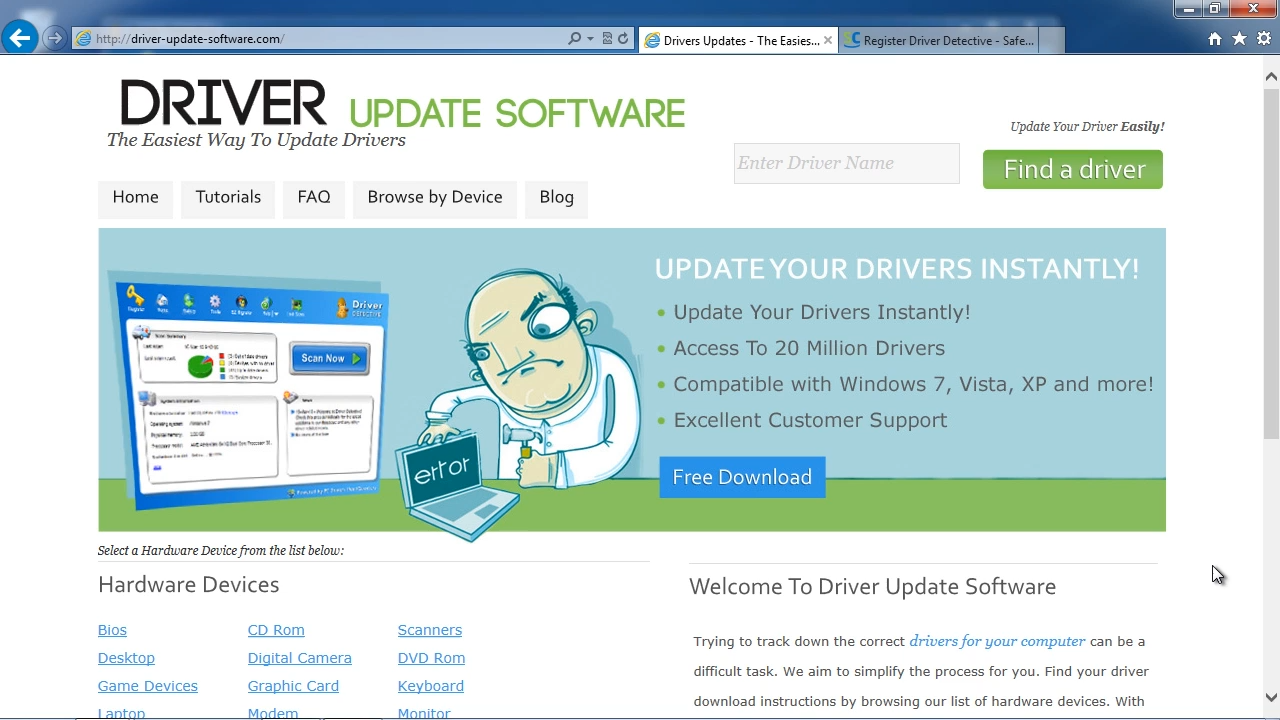 http://driver-update-software.com/
Drivers Updates - The Easies...
Register Driver Detective - Safe...
DRIVER UPDATE SOFTWARE
The Easiest Way To Update Drivers
Update Your Driver Easily!
Enter Driver Name
Find a driver
Home
Tutorials
FAQ
Browse by Device
Blog
Driver
DETECTIVE
Scan Now
error
UPDATE YOUR DRIVERS INSTANTLY!
Update Your Drivers Instantly!
Access To 20 Million Drivers
Compatible with Windows 7, Vista, XP and more!
Excellent Customer Support
Free Download
Select a Hardware Device from the list below:
Hardware Devices
Bios
CD Rom
Scanners
Desktop
Digital Camera
DVD Rom
Game Devices
Graphic Card
Keyboard
Laptop
Modem
Monitor
Welcome To Driver Update Software
Trying to track down the correct drivers for your computer can be a
difficult task. We aim to simplify the process for you. Find your driver
download instructions by browsing our list of hardware devices. With